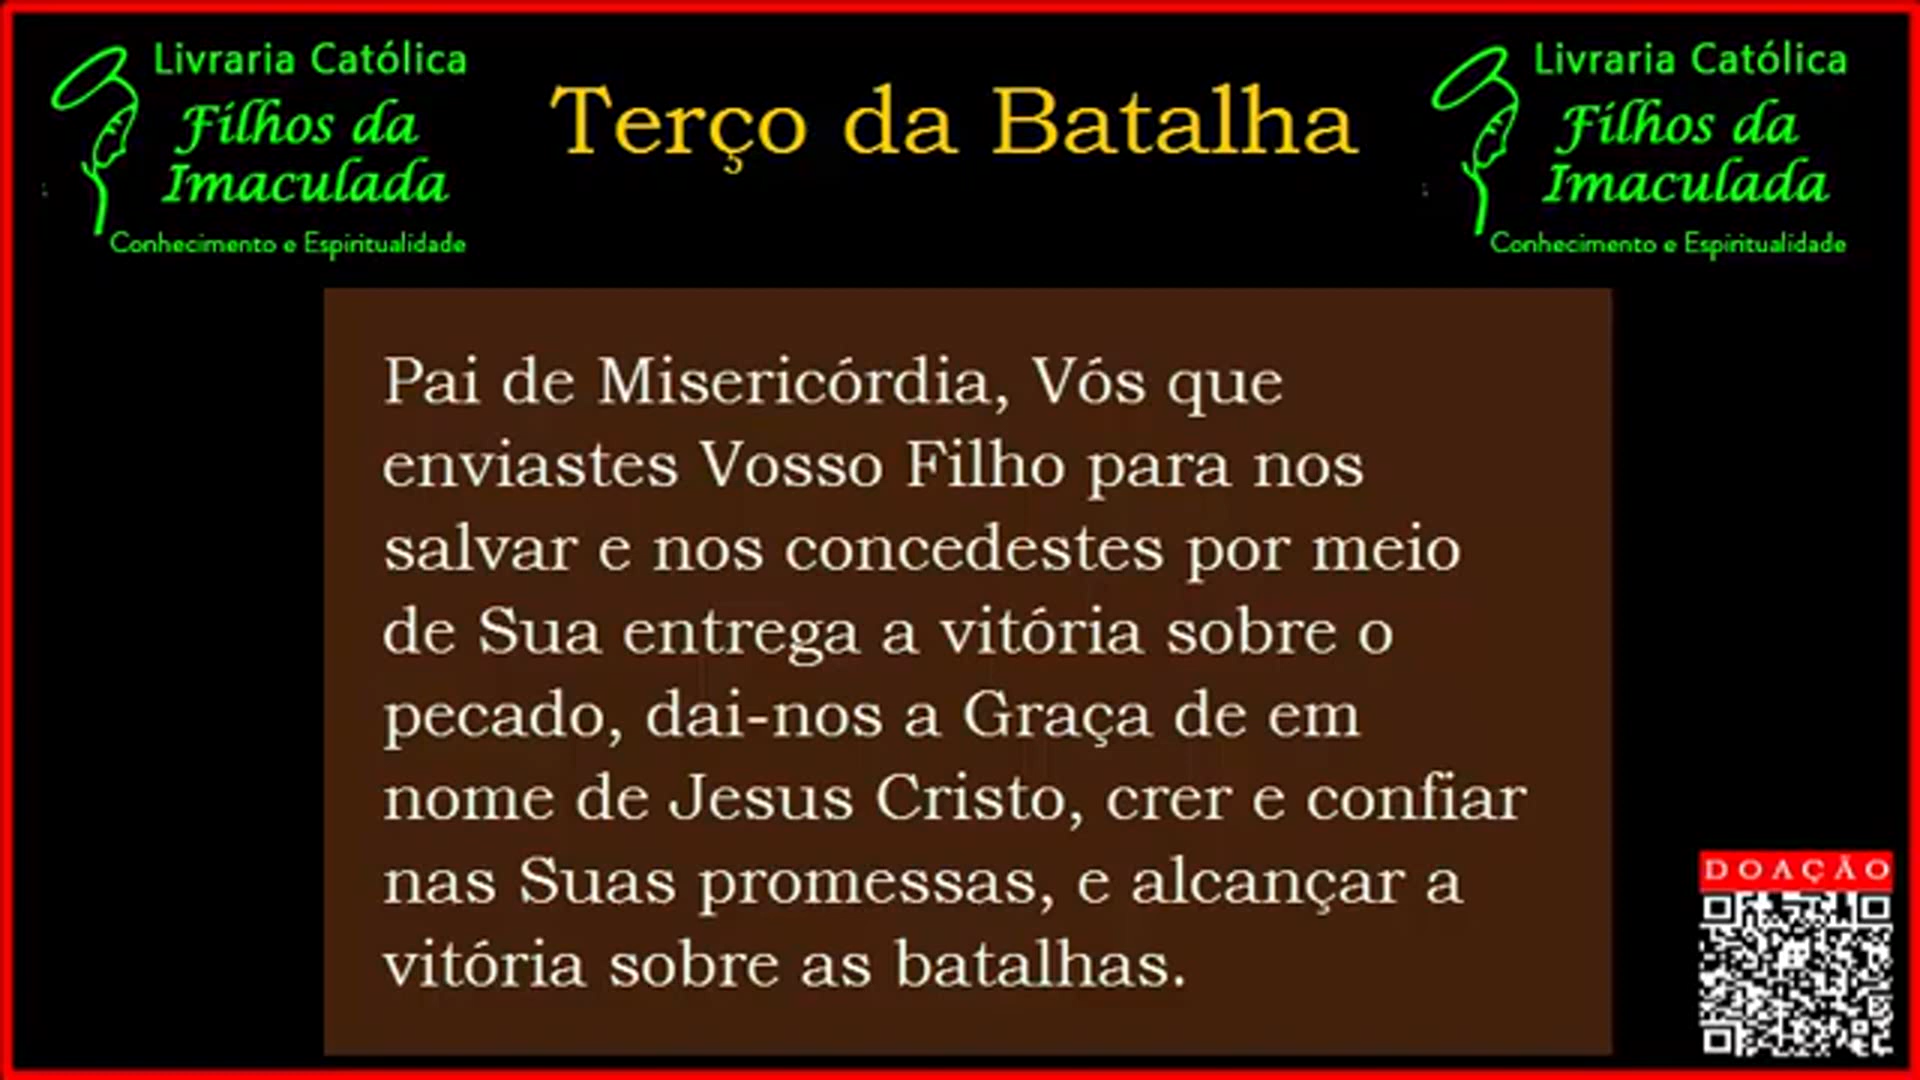 Livraria Católica
Filhos da
Imaculada
Conhecimento e Espiritualidade
Terço da Batalha
Livraria Católica
Filhos da
Imaculada
Conhecimento e Espiritualidade
Pai de Misericórdia, Vós que
enviastes Vosso Filho para nos
salvar e nos concedestes por meio
de Sua entrega a vitória sobre o
pecado, dai-nos a Graça de em
nome de Jesus Cristo, crer e confiar
nas Suas promessas, e alcançar a
vitória sobre as batalhas.
DOAÇÃO